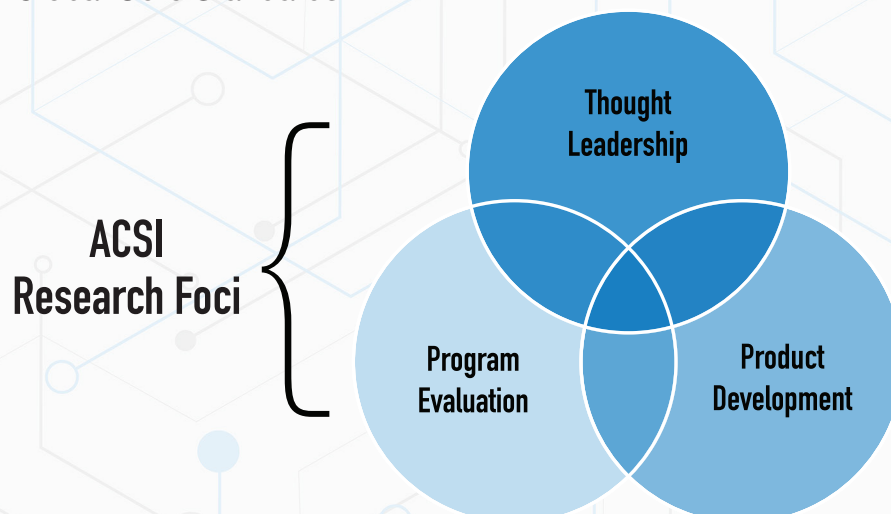 Thought
Leadership
ACSI
Research Foci
Program
Evaluation
Product
Development